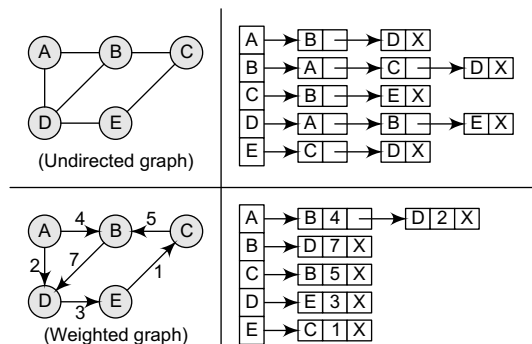 A B C
D E
(Undirected graph)
A B D X
B A C D X
C B E X
D A B E X
E C D X
A 4 B 5 C
2 7 1
D 3 E
(Weighted graph)
A B 4 D 2 X
B D 7 X
C B 5 X
D E 3 X
E C 1 X